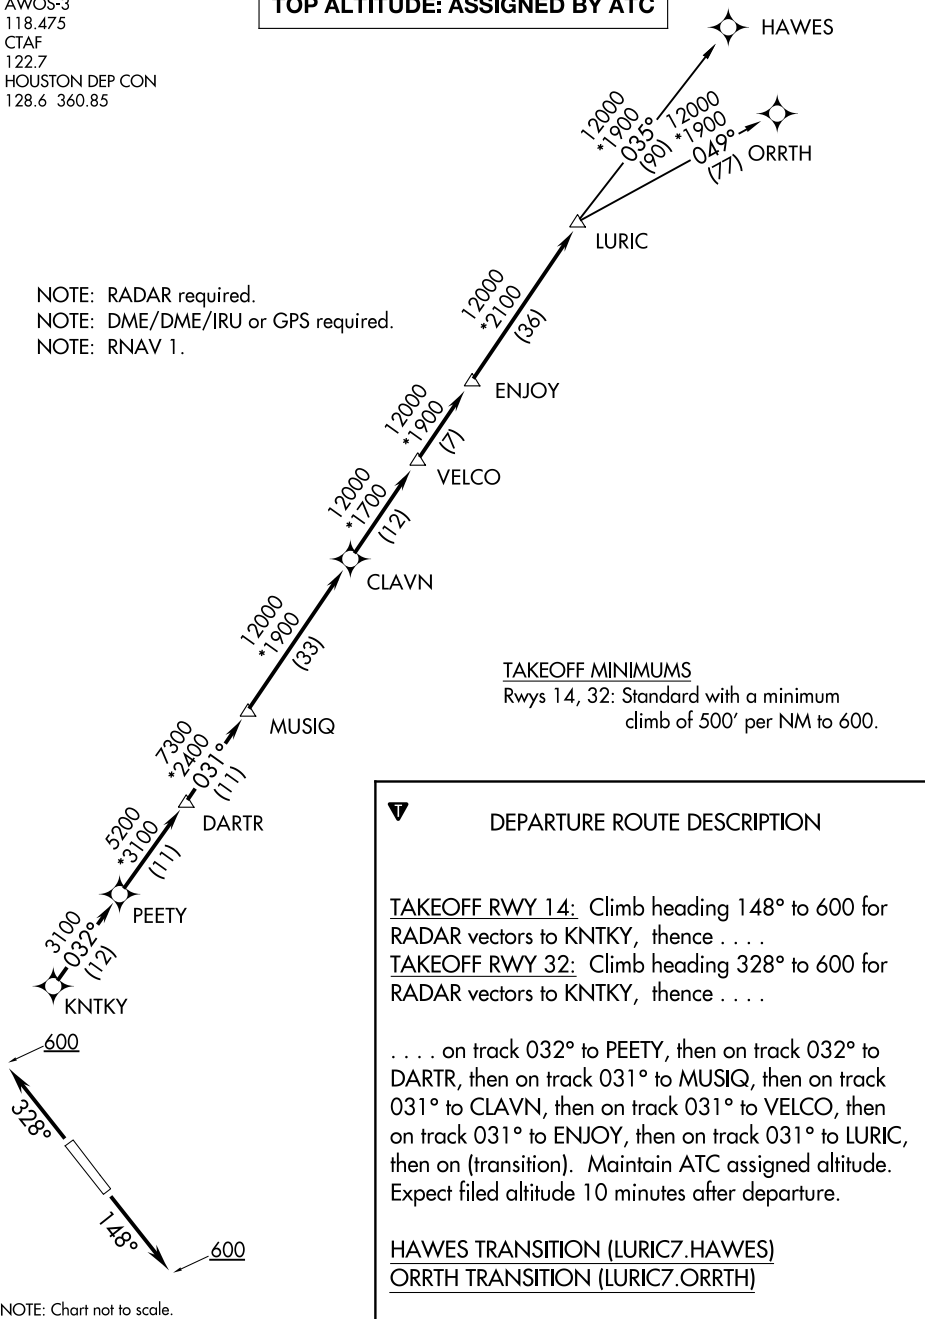 AWOS-3
118.475
CTAF
122.7
HOUSTON DEP CON
128.6 360.85
TOP ALTITUDE: ASSIGNED BY ATC
HAWES
12000
*1900
035°
(90)
12000
*1900
049°
(77)
ORRTH
LURIC
NOTE: RADAR required.
NOTE: DME/DME/IRU or GPS required.
NOTE: RNAV 1.
12000
*2100
(36)
ENJOY
12000
*1900
(7)
VELCO
12000
*1700
(12)
CLAVN
12000
*1900
(33)
TAKEOFF MINIMUMS
Rwys 14, 32: Standard with a minimum
climb of 500' per NM to 600.
MUSIQ
7300
*2400
031°
(11)
DARTR
5200
*3100
(11)
PEETY
3100
032°
(12)
KNTKY
600
328°
148°
600
NOTE: Chart not to scale.
T
DEPARTURE ROUTE DESCRIPTION
TAKEOFF RWY 14: Climb heading 148° to 600 for
RADAR vectors to KNTKY, thence . . . .
TAKEOFF RWY 32: Climb heading 328° to 600 for
RADAR vectors to KNTKY, thence . . . .
. . . . on track 032° to PEETY, then on track 032° to
DARTR, then on track 031° to MUSIQ, then on track
031° to CLAVN, then on track 031° to VELCO, then
on track 031° to ENJOY, then on track 031° to LURIC,
then on (transition). Maintain ATC assigned altitude.
Expect filed altitude 10 minutes after departure.
HAWES TRANSITION (LURIC7.HAWES)
ORRTH TRANSITION (LURIC7.ORRTH)